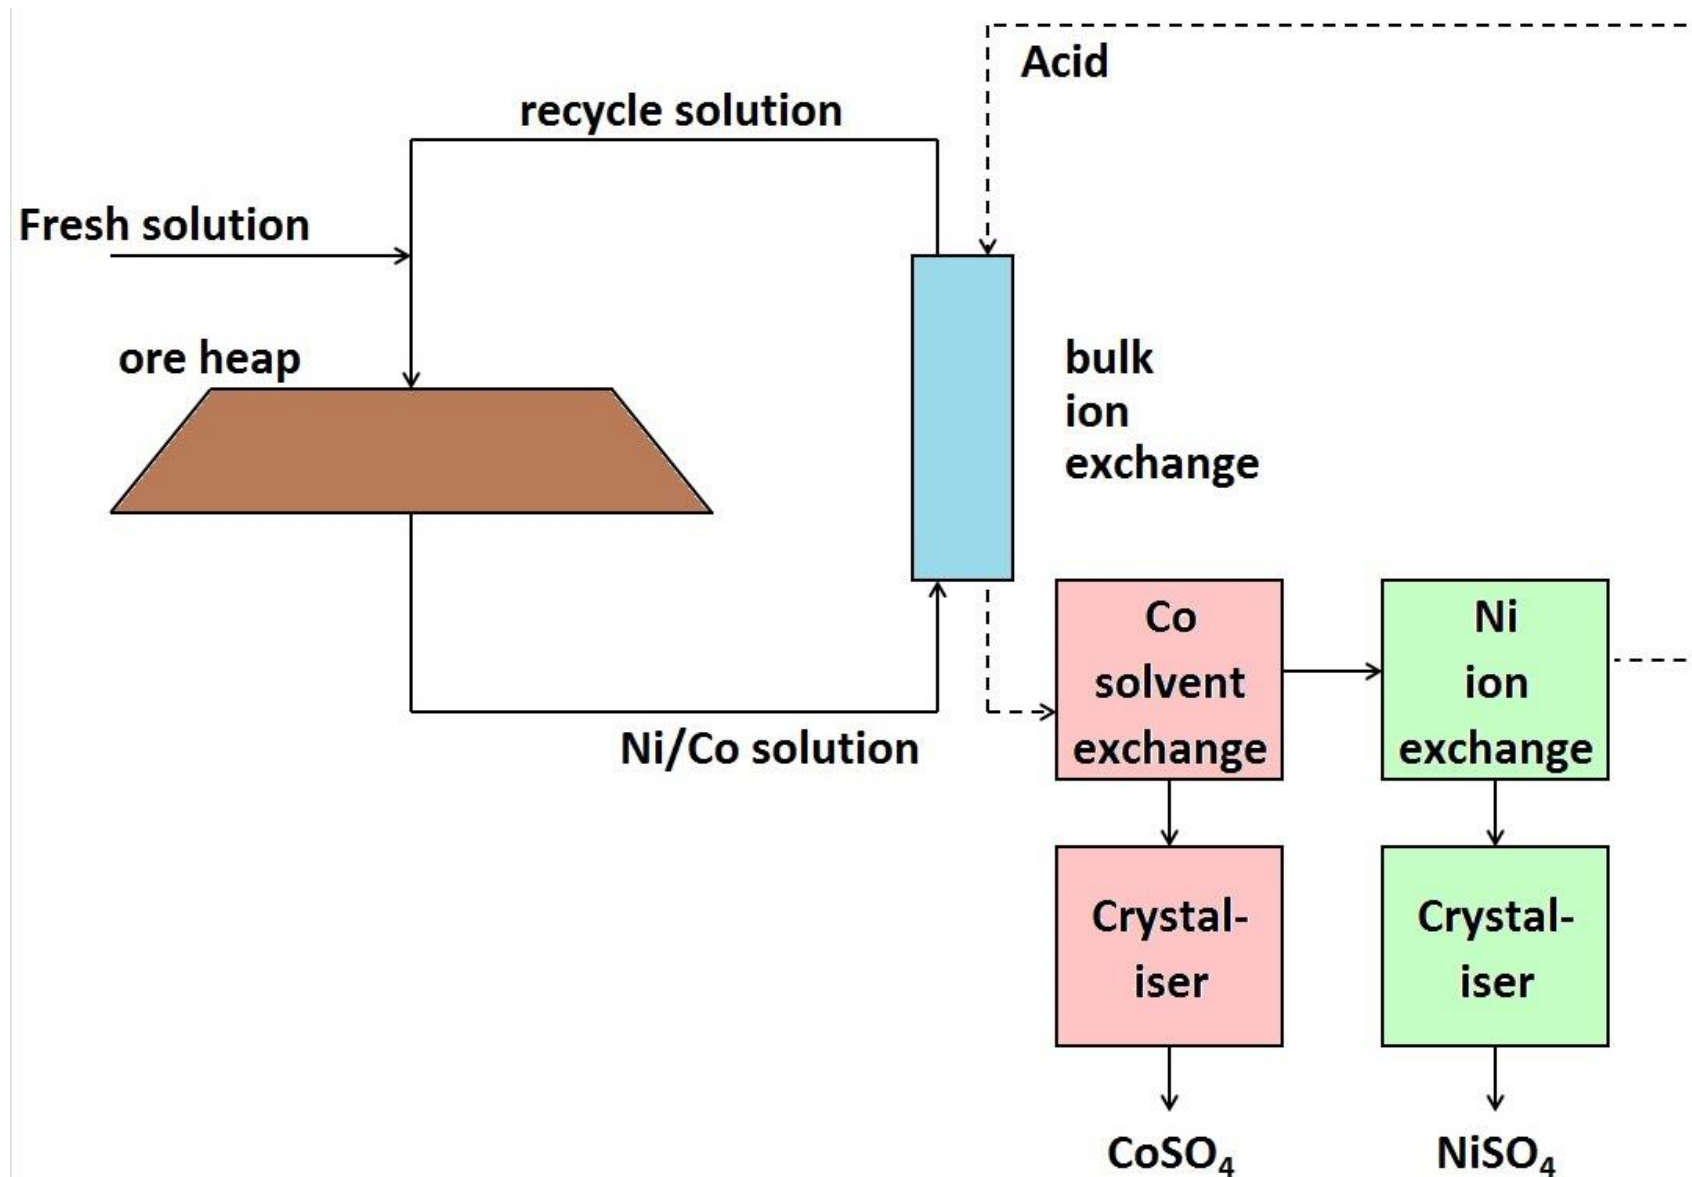 Acid
recycle solution
Fresh solution
ore heap
bulk
ion
exchange
Co
solvent
exchange
Ni
ion
exchange
Ni/Co solution
Crystal-
iser
Crystal-
iser
CoSO₄
NiSO₄